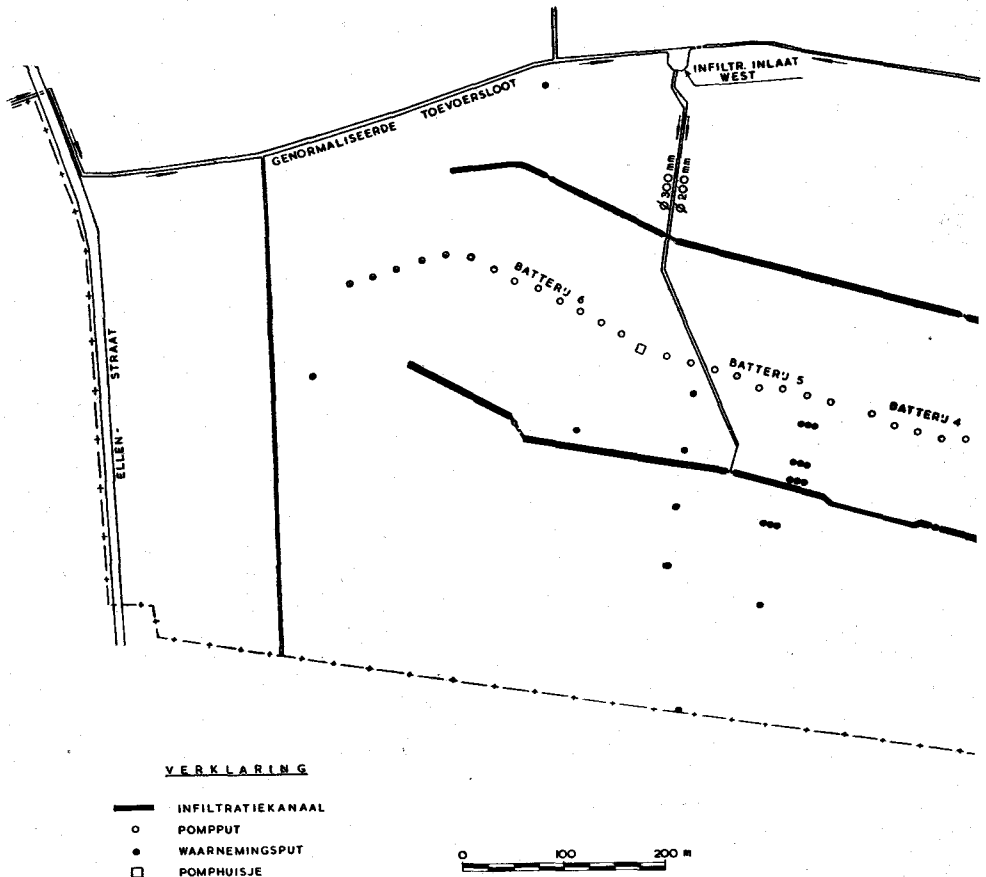 INFILTR. INLAAT
WEST
GENORMALISEERDE TOEVOERSLOOT
Ø 300 mm
Ø 200 mm
BATTERIJ 6
BATTERIJ 5
BATTERIJ 4
ELLEN-STRAAT
VERKLARING
INFILTRATIEKANAAL
POMPPUT
WAARNEMINGSPUT
POMPHUISJE
0 100 200 m